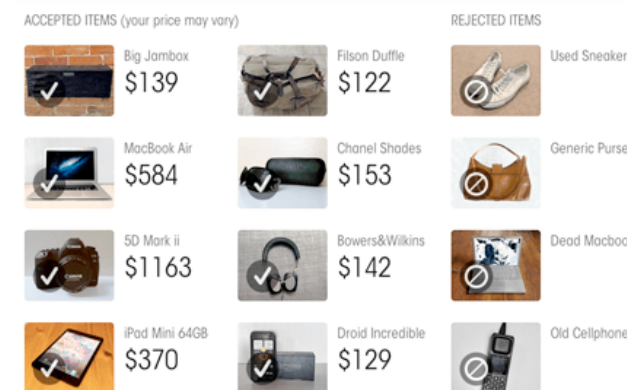 ACCEPTED ITEMS (your price may vary)
REJECTED ITEMS
Big Jambox
$139
Filson Duffle
$122
Used Sneaker
MacBook Air
$584
Chanel Shades
$153
Generic Purse
5D Mark ii
$1163
Bowers&Wilkins
$142
Dead Macboo
iPad Mini 64GB
$370
Droid Incredible
$129
Old Cellphone